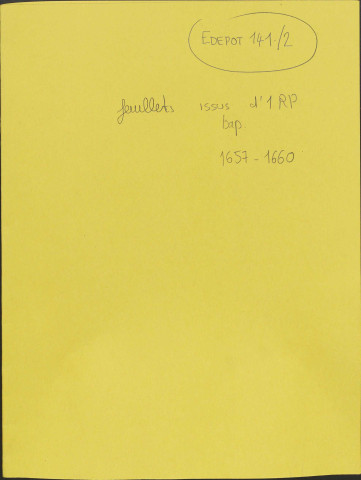 EDEPOT 141/2
feuillets issus d'1 RP
bap.
1657-1660